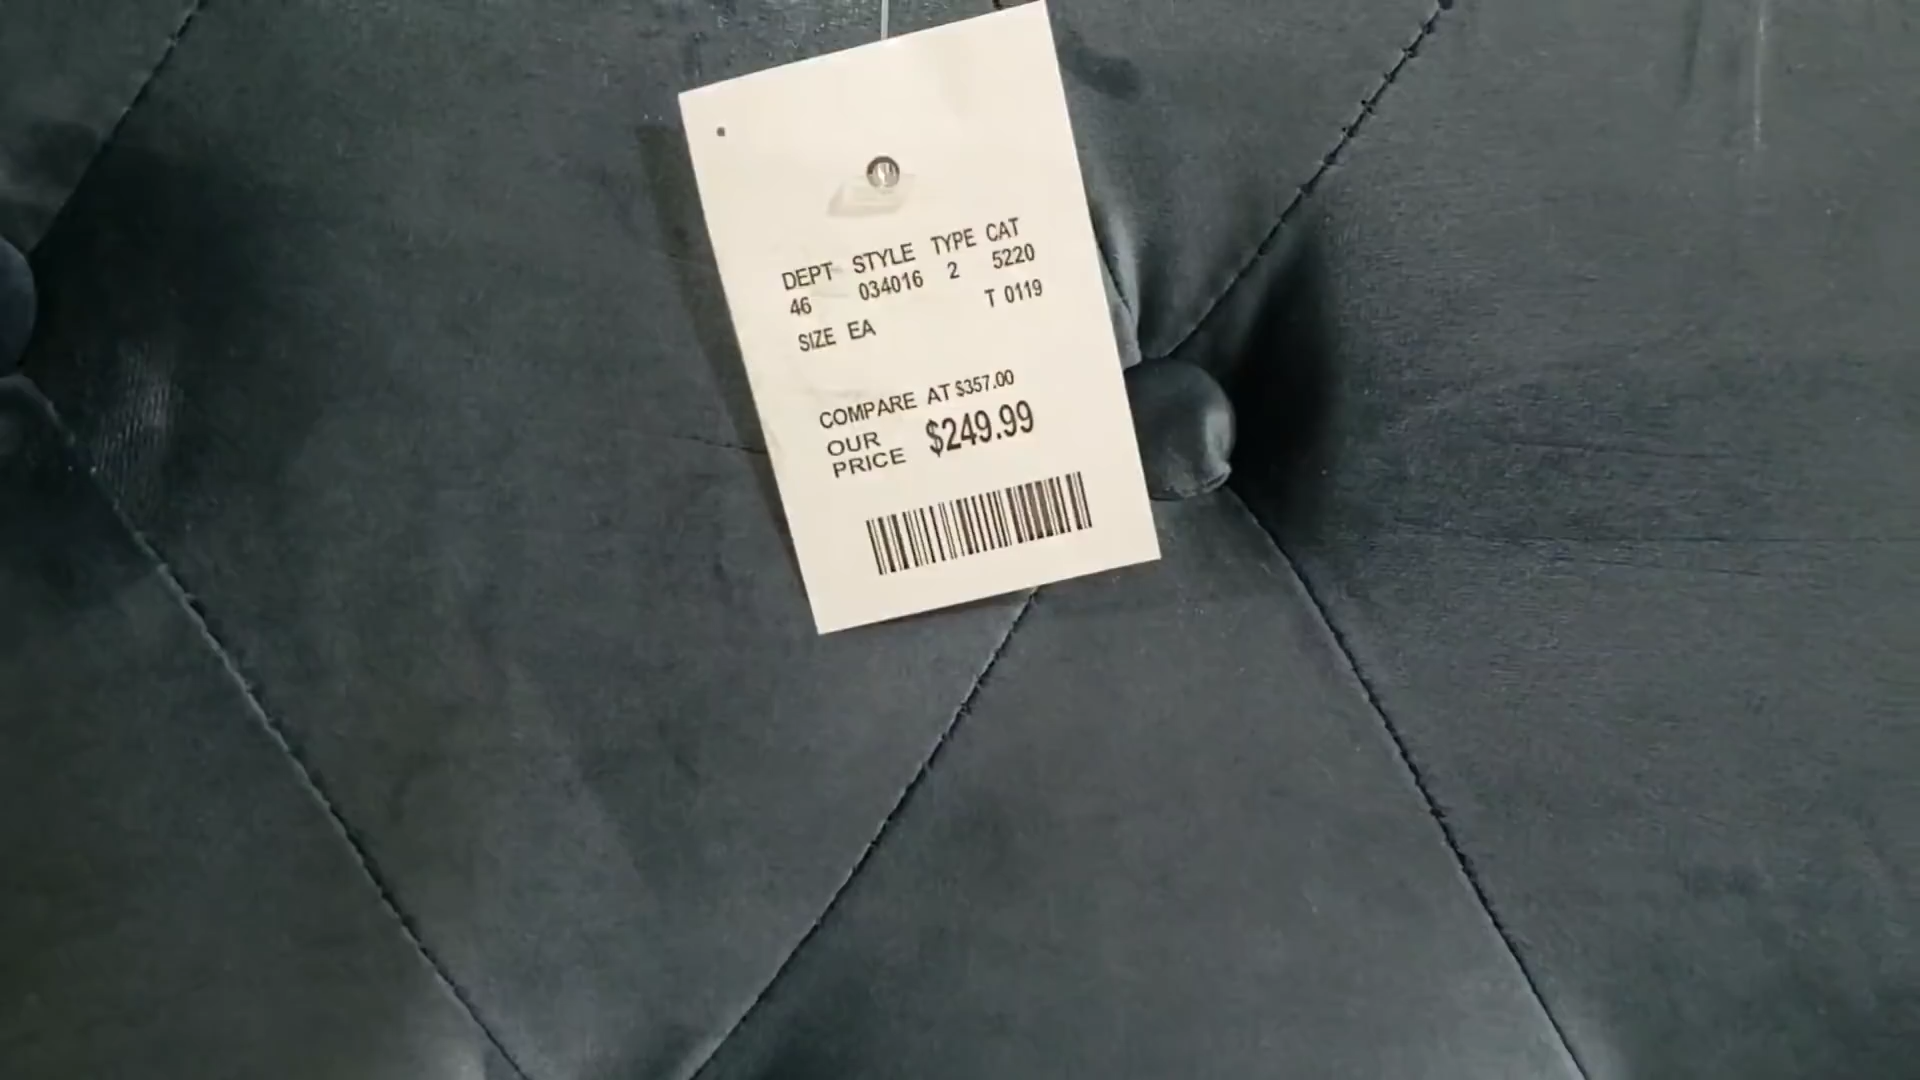 DEPT STYLE TYPE CAT
46 034016 2 5220
SIZE EA T 0119
COMPARE AT $357.00
OUR PRICE $249.99